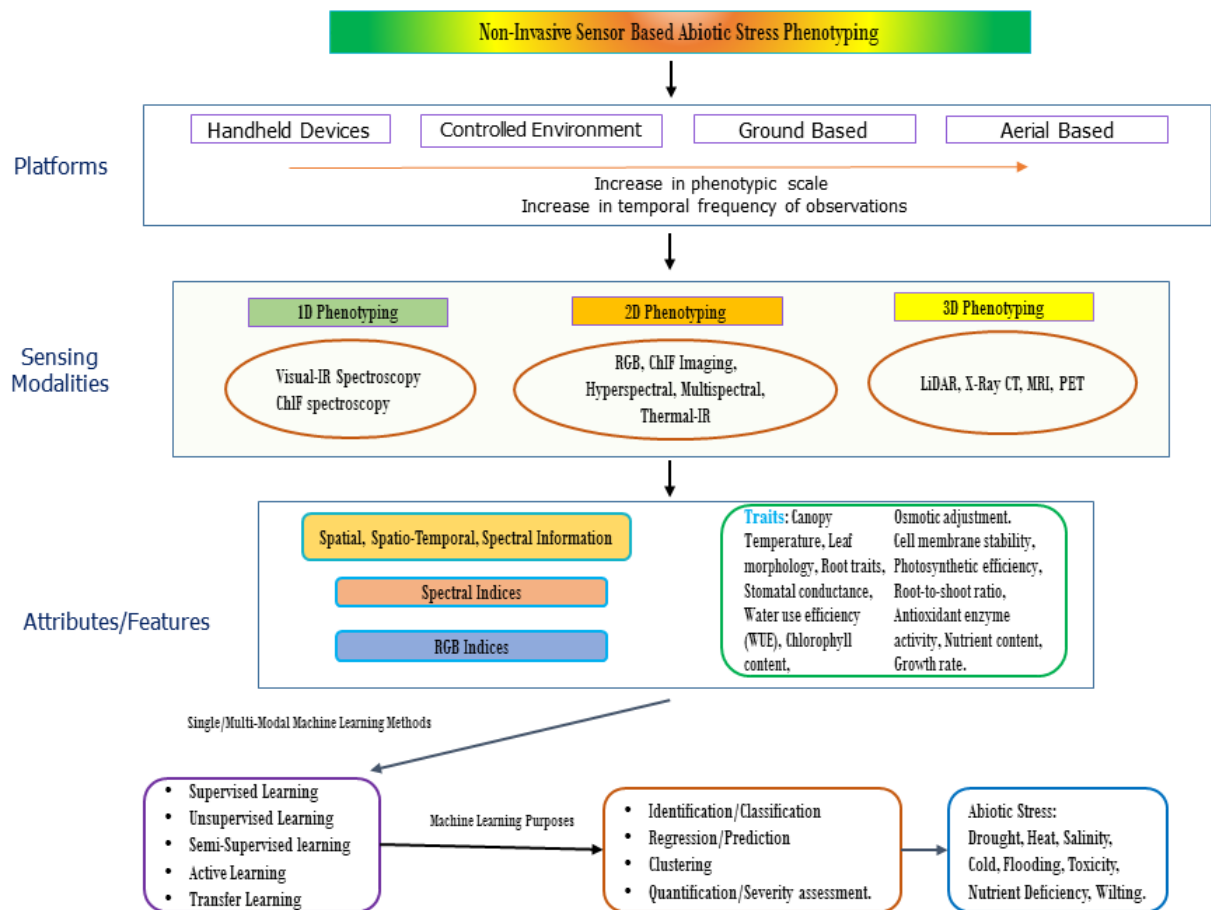 Non-Invasive Sensor Based Abiotic Stress Phenotyping
Platforms
Handheld Devices
Controlled Environment
Ground Based
Aerial Based
Increase in phenotypic scale
Increase in temporal frequency of observations
Sensing
Modalities
1D Phenotyping
2D Phenotyping
3D Phenotyping
Visual-IR Spectroscopy
ChlF spectroscopy
RGB, ChlF Imaging,
Hyperspectral, Multispectral,
Thermal-IR
LiDAR, X-Ray CT, MRI, PET
Attributes/Features
Spatial, Spatio-Temporal, Spectral Information
Spectral Indices
RGB Indices
Traits: Canopy
Temperature, Leaf
morphology, Root traits,
Stomatal conductance,
Water use efficiency
(WUE), Chlorophyll
content,
Osmotic adjustment.
Cell membrane stability,
Photosynthetic efficiency,
Root-to-shoot ratio,
Antioxidant enzyme
activity, Nutrient content,
Growth rate.
Single/Multi-Modal Machine Learning Methods
• Supervised Learning
• Unsupervised Learning
• Semi-Supervised learning
• Active Learning
• Transfer Learning
Machine Learning Purposes
• Identification/Classification
• Regression/Prediction
• Clustering
• Quantification/Severity assessment.
Abiotic Stress:
Drought, Heat, Salinity,
Cold, Flooding, Toxicity,
Nutrient Deficiency, Wilting.